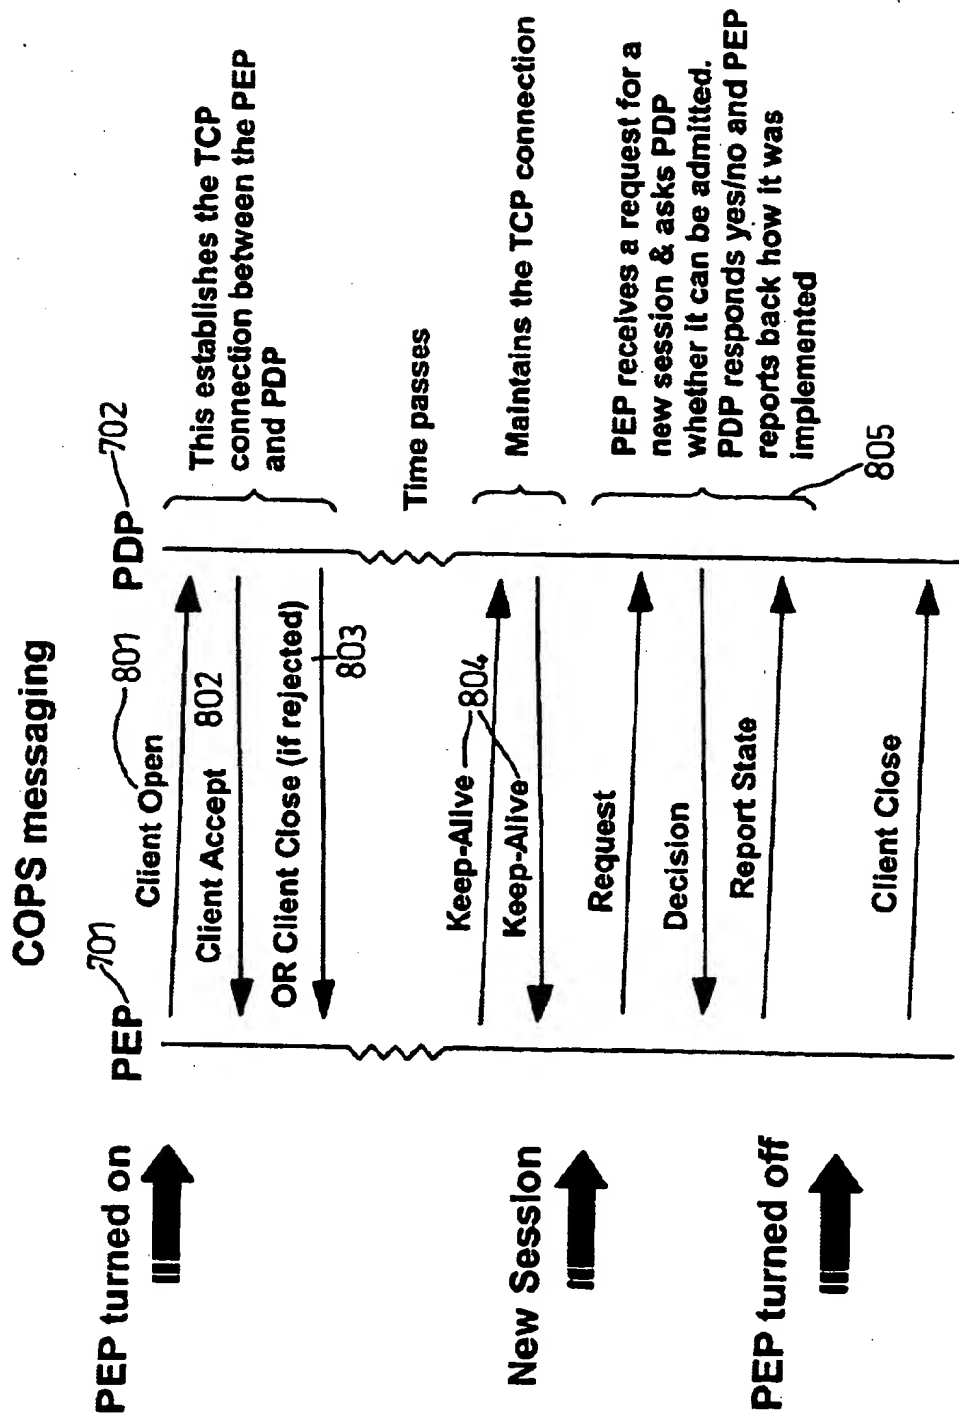 COPS messaging
PEP 701
PDP 702
PEP turned on
Client Open 801
Client Accept 802
OR Client Close (if rejected)
803
This establishes the TCP
connection between the PEP
and PDP
Time passes
Keep-Alive
804
Keep-Alive
Maintains the TCP connection
New Session
Request
Decision
Report State
PEP receives a request for a
new session & asks PDP
whether it can be admitted.
PDP responds yes/no and PEP
reports back how it was
implemented
805
PEP turned off
Client Close